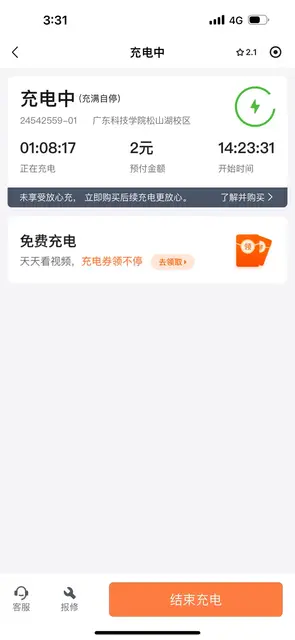 3:31
4G
充电中
2.1
充电中(充满自停)
24542559-01 广东科技学院松山湖校区
01:08:17 2元 14:23:31
正在充电 预付金额 开始时间
未享受放心充，立即购买后续充电更放心。 了解并购买
免费充电
天天看视频，充电券领不停 去领取
领
结束充电
客服 报修